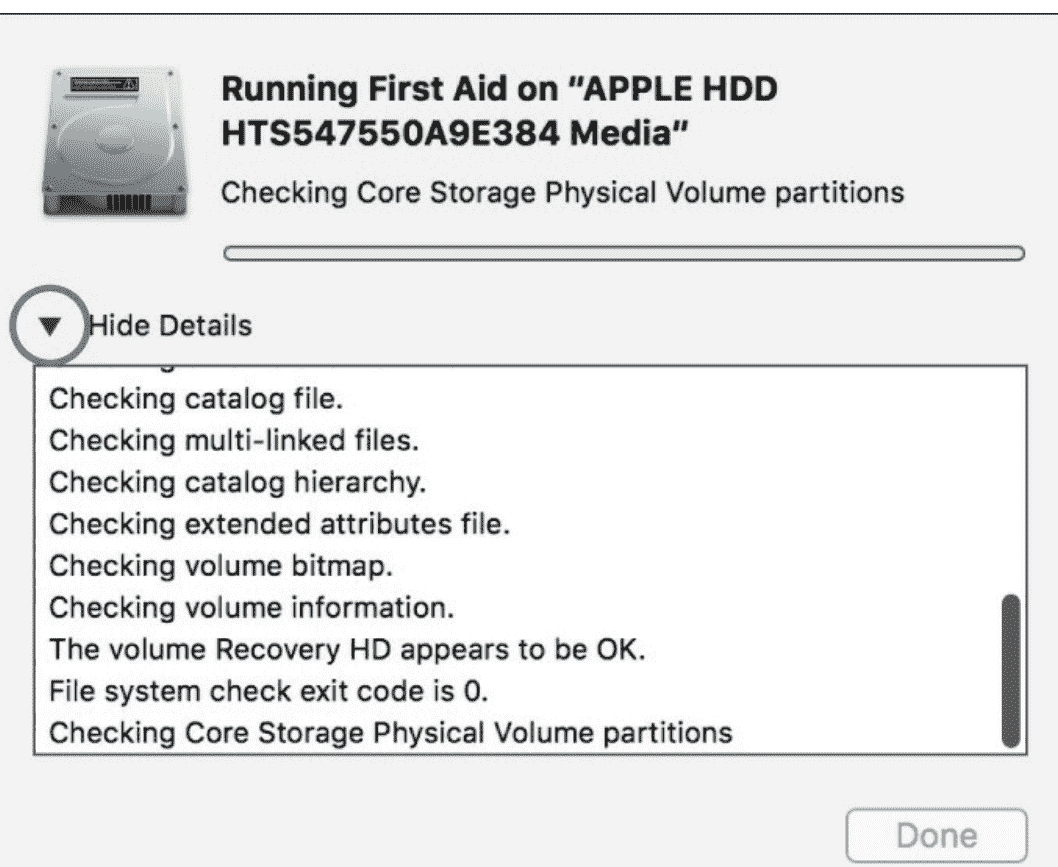 Running First Aid on “APPLE HDD
HTS547550A9E384 Media”
Checking Core Storage Physical Volume partitions
Hide Details
Checking catalog file.
Checking multi-linked files.
Checking catalog hierarchy.
Checking extended attributes file.
Checking volume bitmap.
Checking volume information.
The volume Recovery HD appears to be OK.
File system check exit code is 0.
Checking Core Storage Physical Volume partitions
Done